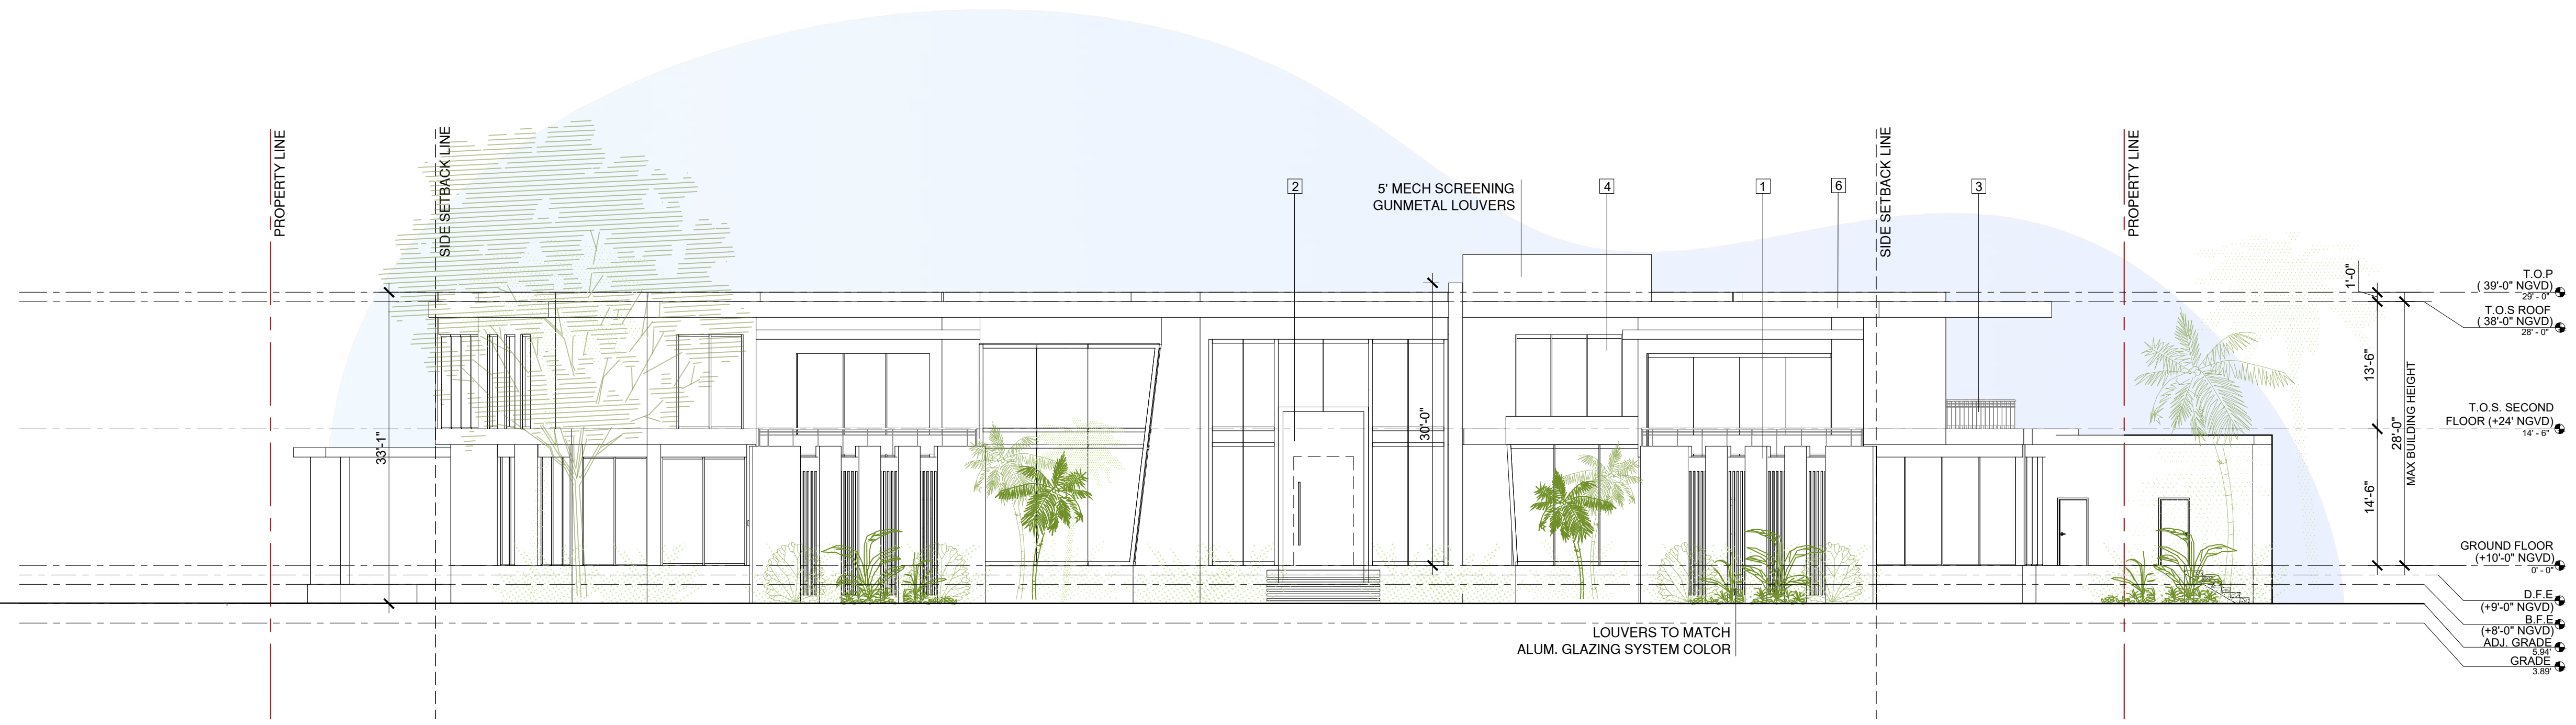 PROPERTY LINE
SIDE SETBACK LINE
2
5' MECH SCREENING
GUNMETAL LOUVERS
4
1
6
SIDE SETBACK LINE
3
PROPERTY LINE
33'-1"
30'-0"
1'-0"
13'-6"
14'-6"
28'-0"
MAX BUILDING HEIGHT
T.O.P
( 39'-0" NGVD)
29' - 0"
T.O.S ROOF
( 38'-0" NGVD)
28' - 0"
T.O.S. SECOND
FLOOR (+24' NGVD)
14' - 6"
GROUND FLOOR
(+10'-0" NGVD)
0' - 0"
D.F.E
(+9'-0" NGVD)
B.F.E
(+8'-0" NGVD)
ADJ. GRADE
5.94'
GRADE
3.89'
LOUVERS TO MATCH
ALUM. GLAZING SYSTEM COLOR